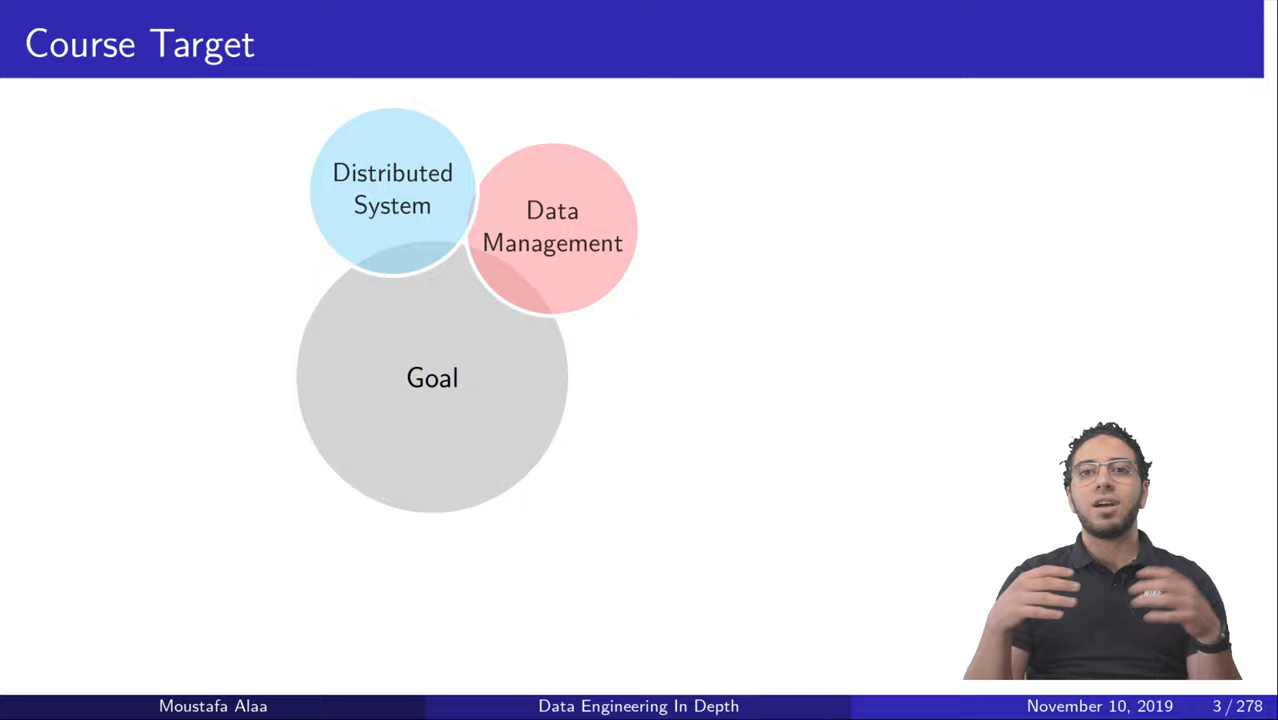 Course Target
Distributed
System
Data
Management
Goal
Moustafa Alaa
Data Engineering In Depth
November 10, 2019
3 / 278